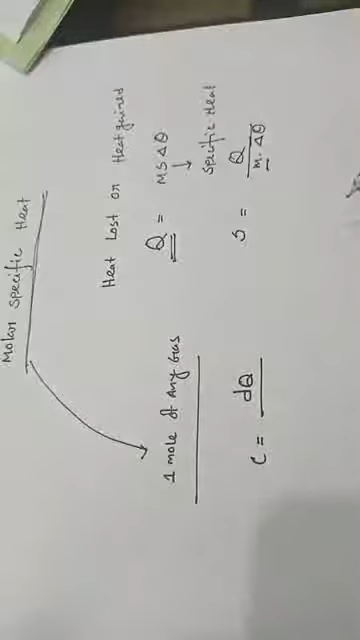 Molar Specific Heat
1 mole of Any Gas
C = dQ
Heat Lost or Heat gained
Q = MSΔθ
Specific Heat
S = Q / M. Δθ